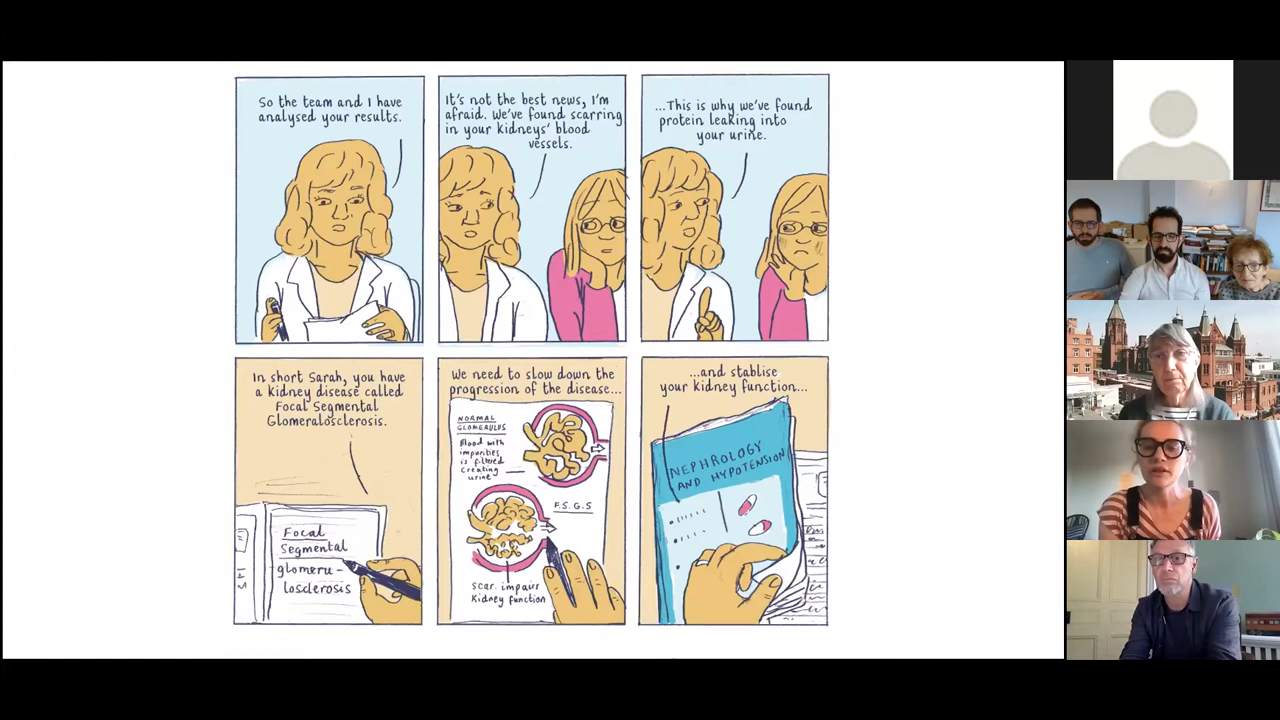 So the team and I have
analysed your results.
It's not the best news, I'm
afraid. We've found scarring
in your kidneys' blood
vessels.
...This is why we've found
protein leaking into
your urine.
In short Sarah, you have
a kidney disease called
Focal Segmental
Glomeralosclerosis.
Focal
Segmental
glomeru-
losclerosis
We need to slow down the
progression of the disease...
NORMAL
GLOMERULUS
Blood with
impurities
is filtered
creating
urine
F.S.G.S
Scar impairs
Kidney function
...and stablise
your kidney function...
NEPHROLOGY
AND HYPOTENSION